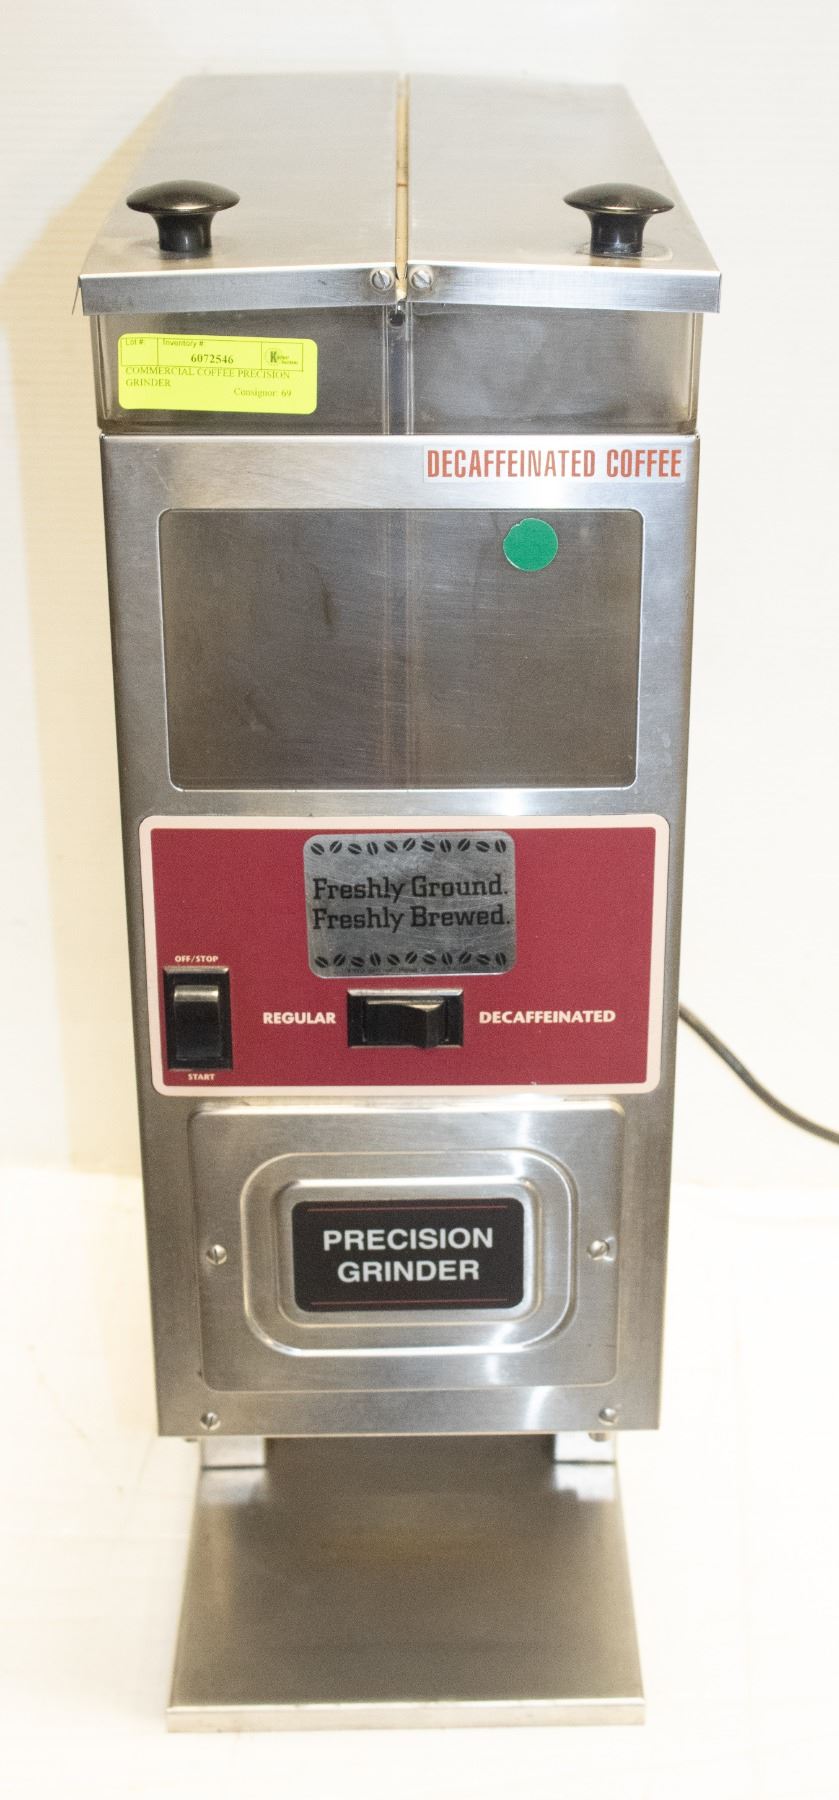 Lot #: Inventory #
6072546
COMMERCIAL COFFEE PRECISION
GRINDER
Consignor: 69
DECAFFEINATED COFFEE
Freshly Ground.
Freshly Brewed.
OFF/STOP
REGULAR
DECAFFEINATED
START
PRECISION
GRINDER